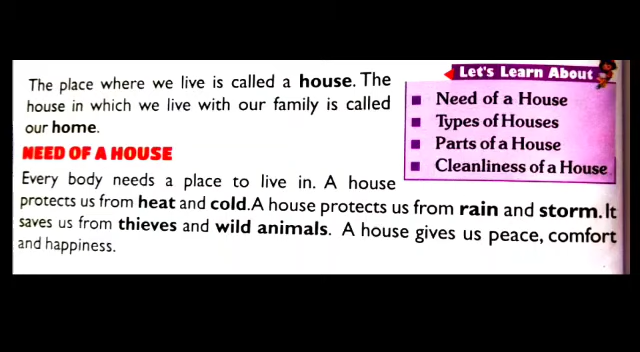 The place where we live is called a house. The
house in which we live with our family is called
our home.
Let's Learn About
Need of a House
Types of Houses
Parts of a House
Cleanliness of a House
NEED OF A HOUSE
Every body needs a place to live in. A house
protects us from heat and cold.A house protects us from rain and storm. It
saves us from thieves and wild animals. A house gives us peace, comfort
and happiness.